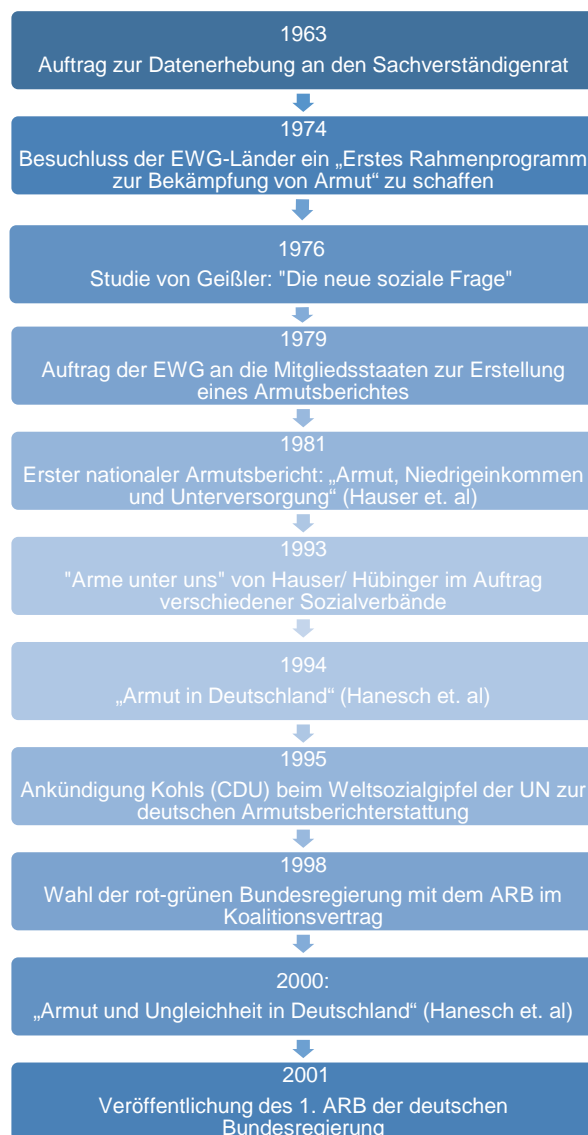 1963
Auftrag zur Datenerhebung an den Sachverständigenrat
1974
Besuchluss der EWG-Länder ein „Erstes Rahmenprogramm
zur Bekämpfung von Armut“ zu schaffen
1976
Studie von Geißler: "Die neue soziale Frage"
1979
Auftrag der EWG an die Mitgliedsstaaten zur Erstellung
eines Armutsberichtes
1981
Erster nationaler Armutsbericht: „Armut, Niedrigeinkommen
und Unterversorgung“ (Hauser et. al)
1993
"Arme unter uns" von Hauser/ Hübinger im Auftrag
verschiedener Sozialverbände
1994
„Armut in Deutschland“ (Hanesch et. al)
1995
Ankündigung Kohls (CDU) beim Weltsozialgipfel der UN zur
deutschen Armutsberichterstattung
1998
Wahl der rot-grünen Bundesregierung mit dem ARB im
Koalitionsvertrag
2000:
„Armut und Ungleichheit in Deutschland“ (Hanesch et. al)
2001
Veröffentlichung des 1. ARB der deutschen
Bundesregierung